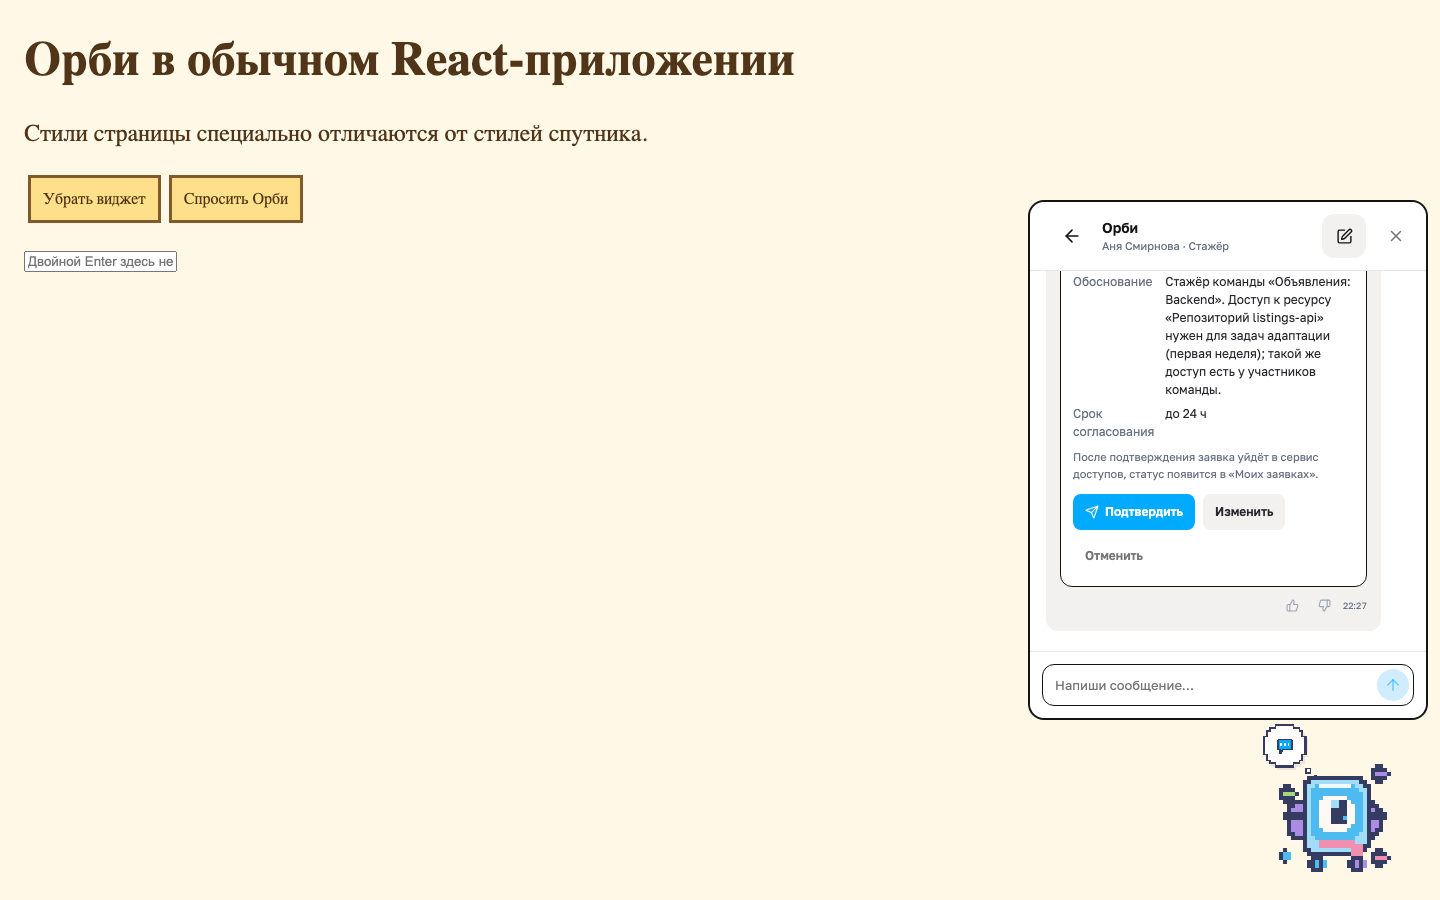 Орби в обычном React-приложении
Стили страницы специально отличаются от стилей спутника.
Убрать виджет
Спросить Орби
Двойной Enter здесь не
Орби
Аня Смирнова · Стажёр
Обоснование
Стажёр команды «Объявления:
Backend». Доступ к ресурсу
«Репозиторий listings-api»
нужен для задач адаптации
(первая неделя); такой же
доступ есть у участников
команды.
Срок
согласования
до 24 ч
После подтверждения заявка уйдёт в сервис
доступов, статус появится в «Моих заявках».
Подтвердить
Изменить
Отменить
22:27
Напиши сообщение...